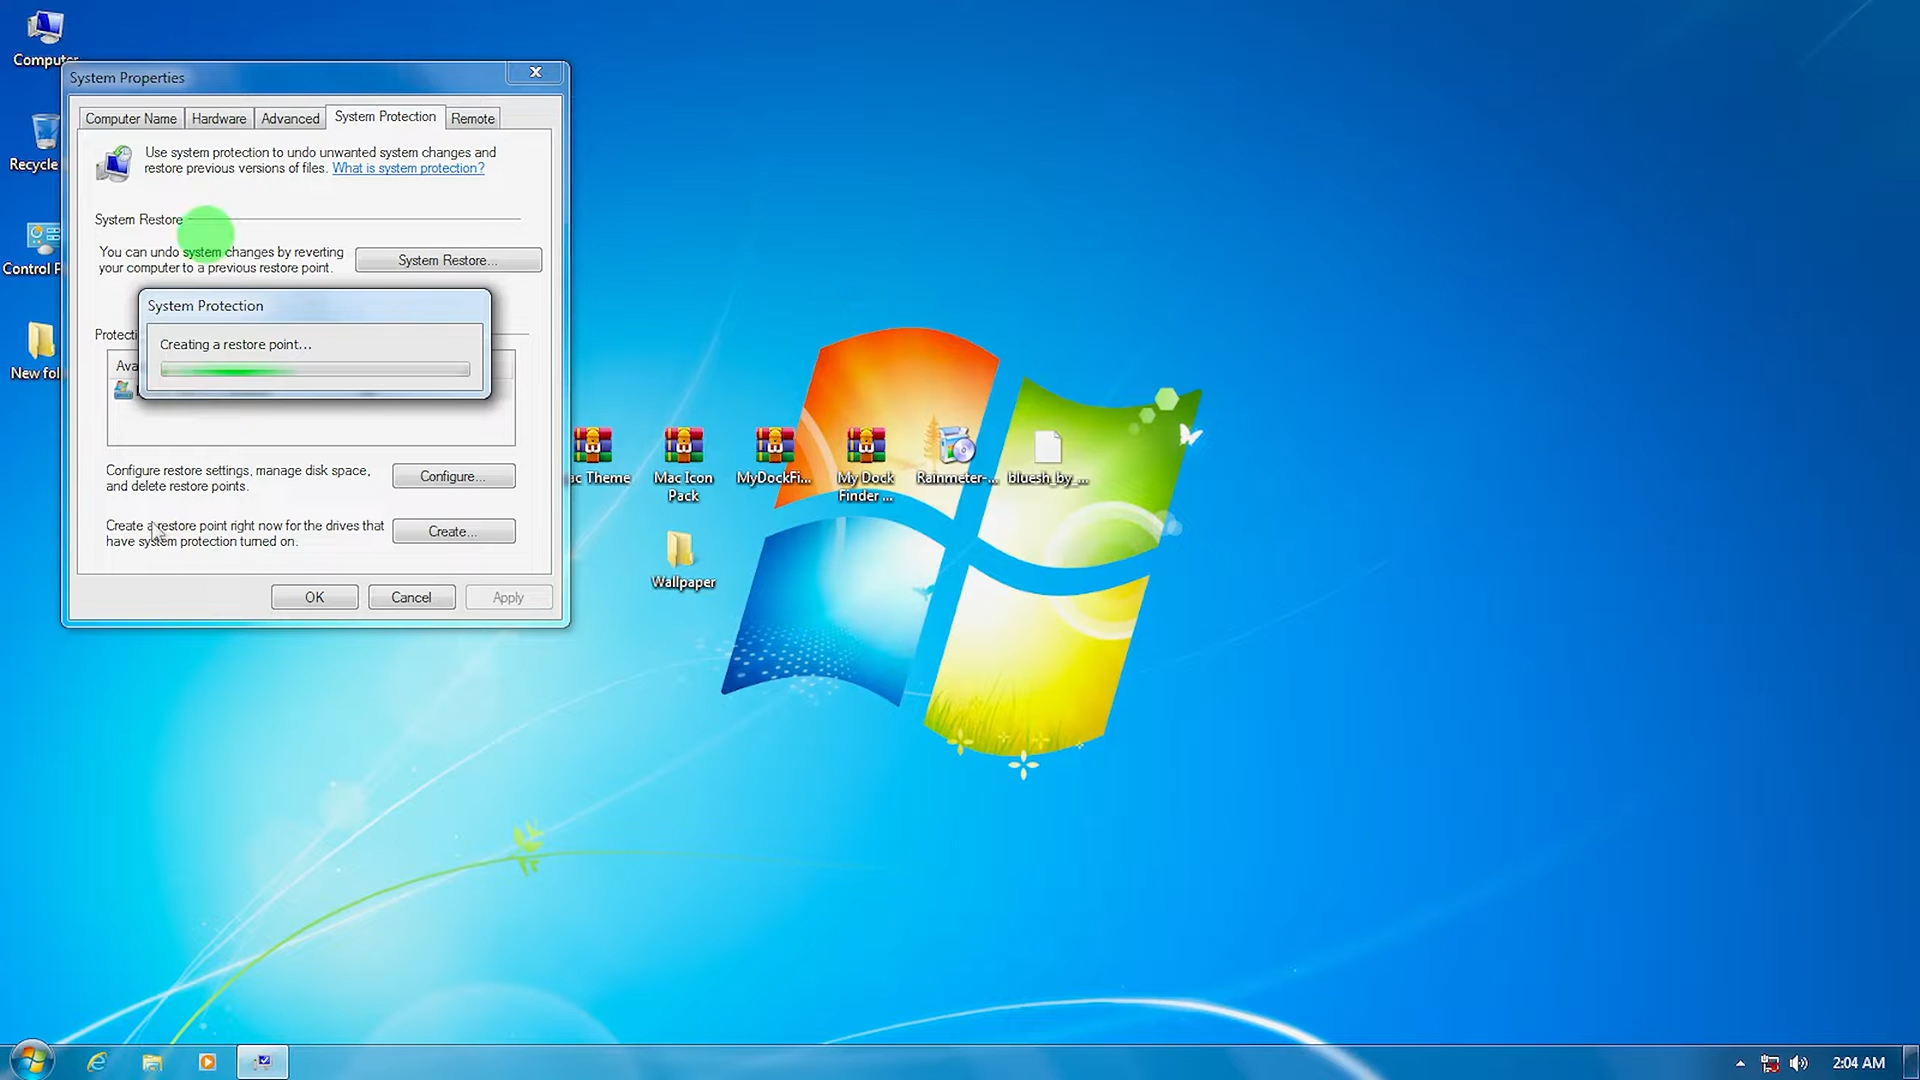 Computer
System Properties
Computer Name
Hardware
Advanced
System Protection
Remote
Use system protection to undo unwanted system changes and
restore previous versions of files. What is system protection?
Recycle
System Restore
You can undo system changes by reverting
your computer to a previous restore point.
System Restore...
Control P
System Protection
Creating a restore point...
Protecti
Ava
New fol
Configure restore settings, manage disk space,
and delete restore points.
Configure...
Create a restore point right now for the drives that
have system protection turned on.
Create...
OK
Cancel
Apply
ac Theme
Mac Icon
Pack
MyDockFi...
My Dock
Finder ...
Rainmeter-...
bluesh_by_...
Wallpaper
2:04 AM